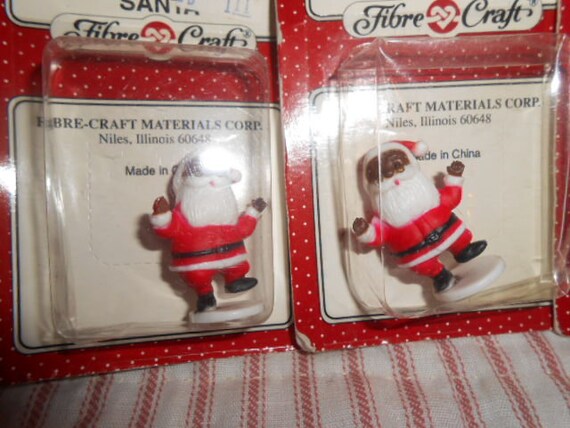 SANTA
Fibre Craft
Fibre Craft
FIBRE-CRAFT MATERIALS CORP.
Niles, Illinois 60648
Made in
CRAFT MATERIALS CORP.
Niles, Illinois 60648
Made in China